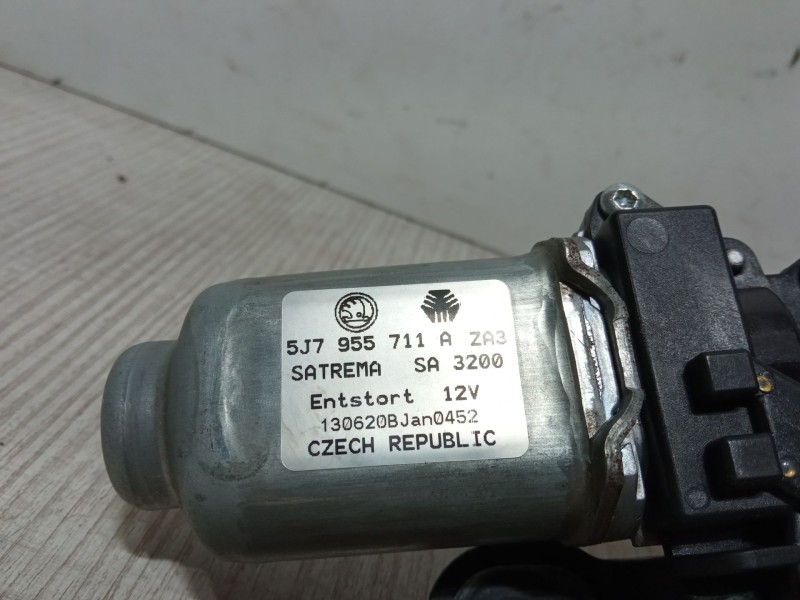 5J7 955 711 A ZA3
SATREMA SA 3200
Entstort 12V
130620BJan0452
CZECH REPUBLIC